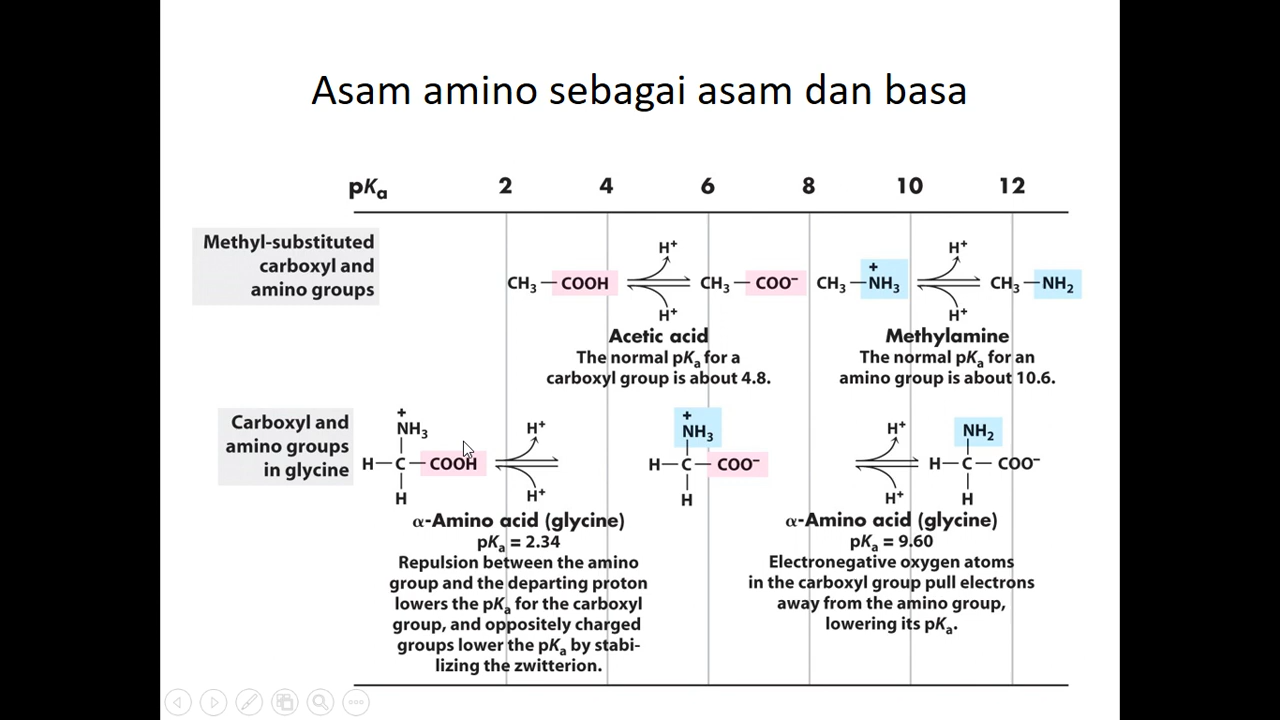 Asam amino sebagai asam dan basa
pKa 2 4 6 8 10 12
Methyl-substituted
carboxyl and
amino groups
H⁺ H⁺
CH₃ — COOH CH₃ — COO⁻ CH₃ — N⁺H₃ CH₃ — NH₂
H⁺ H⁺
Acetic acid
The normal pKa for a
carboxyl group is about 4.8.
Methylamine
The normal pKa for an
amino group is about 10.6.
Carboxyl and
amino groups
in glycine
+
NH₃ H⁺
H — C — COOH
H H⁺
+
NH₃
H — C — COO⁻
H
H⁺ NH₂
H — C — COO⁻
H⁺ H
α-Amino acid (glycine)
pKa = 2.34
Repulsion between the amino
group and the departing proton
lowers the pKa for the carboxyl
group, and oppositely charged
groups lower the pKa by stabi-
lizing the zwitterion.
α-Amino acid (glycine)
pKa = 9.60
Electronegative oxygen atoms
in the carboxyl group pull electrons
away from the amino group,
lowering its pKa.